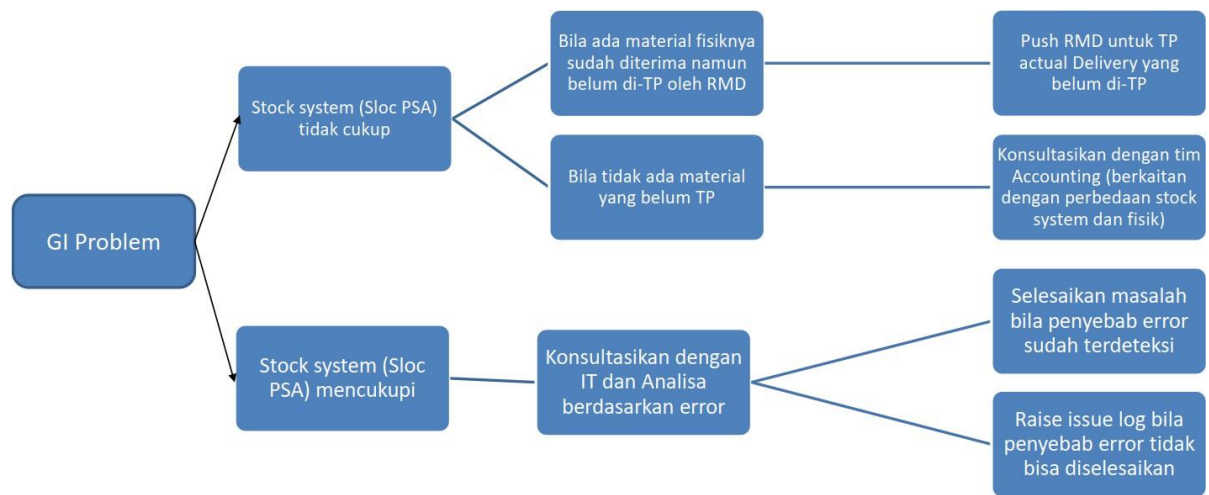 GI Problem
Stock system (Sloc PSA)
tidak cukup
Bila ada material fisiknya
sudah diterima namun
belum di-TP oleh RMD
Push RMD untuk TP
actual Delivery yang
belum di-TP
Bila tidak ada material
yang belum TP
Konsultasikan dengan tim
Accounting (berkaitan
dengan perbedaan stock
system dan fisik)
Stock system (Sloc
PSA) mencukupi
Konsultasikan dengan
IT dan Analisa
berdasarkan error
Selesaikan masalah
bila penyebab error
sudah terdeteksi
Raise issue log bila
penyebab error tidak
bisa diselesaikan